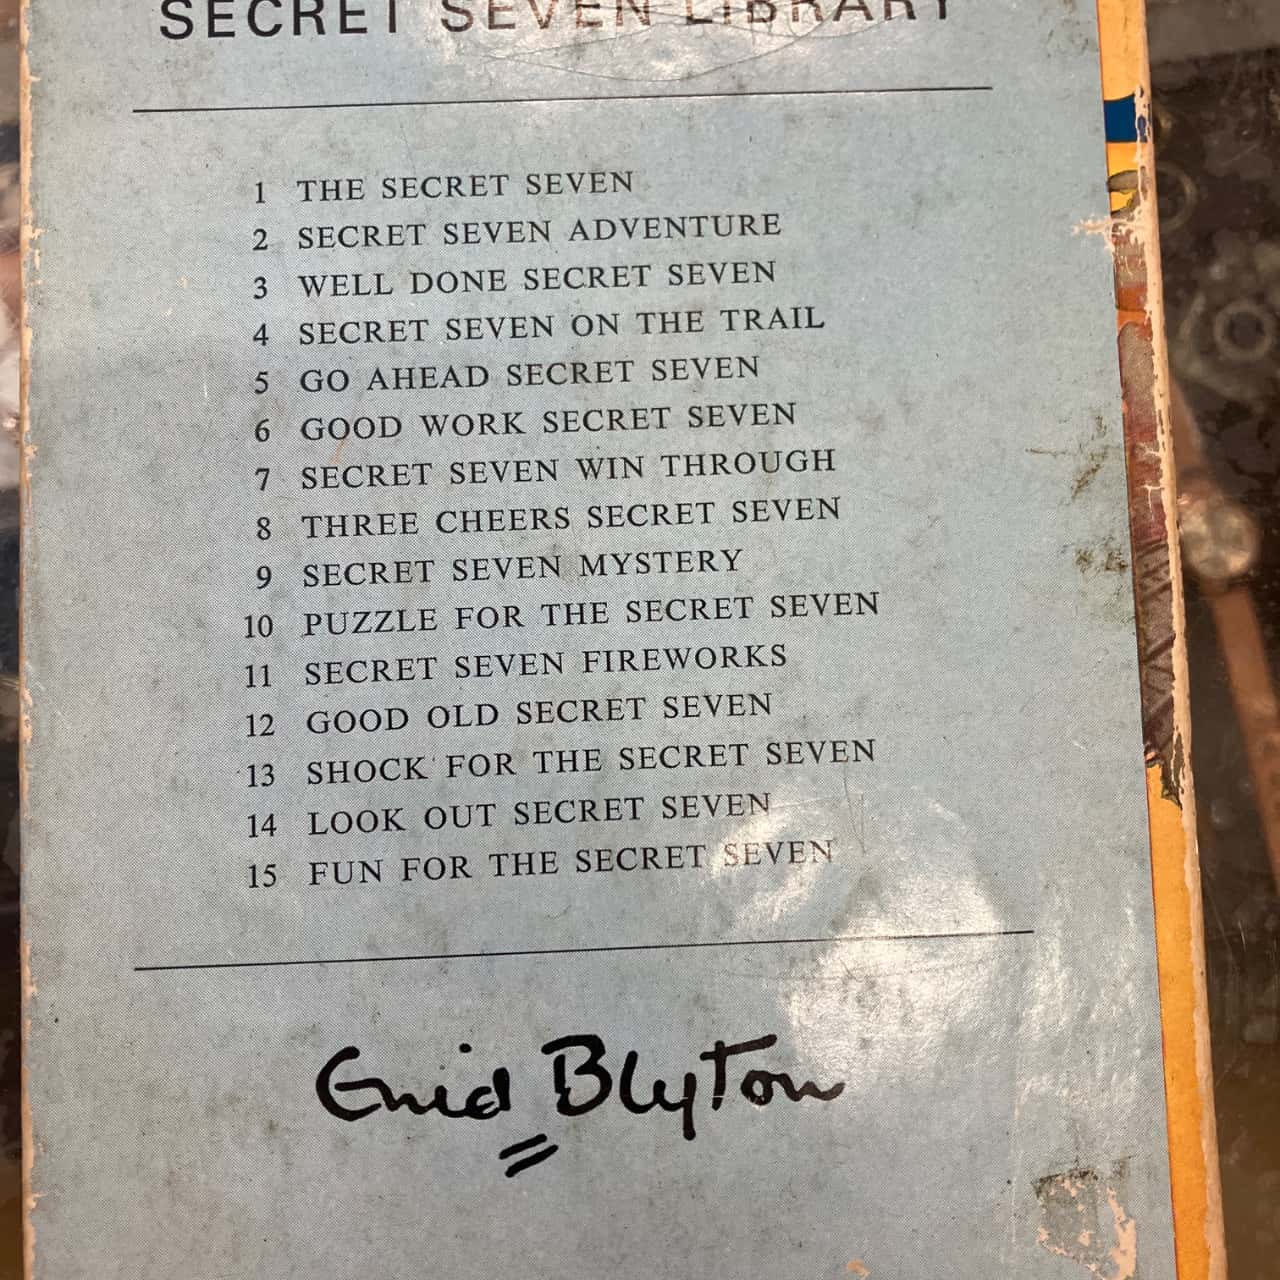 SECRET SEVEN LIBRARY
1 THE SECRET SEVEN
2 SECRET SEVEN ADVENTURE
3 WELL DONE SECRET SEVEN
4 SECRET SEVEN ON THE TRAIL
5 GO AHEAD SECRET SEVEN
6 GOOD WORK SECRET SEVEN
7 SECRET SEVEN WIN THROUGH
8 THREE CHEERS SECRET SEVEN
9 SECRET SEVEN MYSTERY
10 PUZZLE FOR THE SECRET SEVEN
11 SECRET SEVEN FIREWORKS
12 GOOD OLD SECRET SEVEN
13 SHOCK FOR THE SECRET SEVEN
14 LOOK OUT SECRET SEVEN
15 FUN FOR THE SECRET SEVEN
Enid Blyton